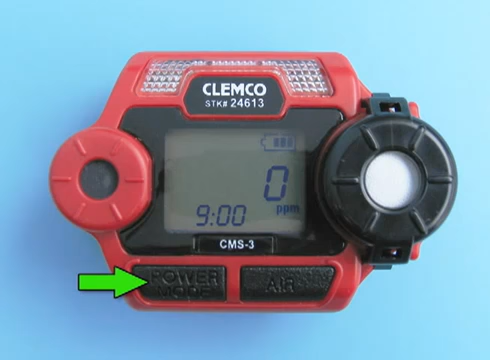 CLEMCO
STK# 24613
0
9:00 ppm
CMS-3
POWER
MODE
AIR